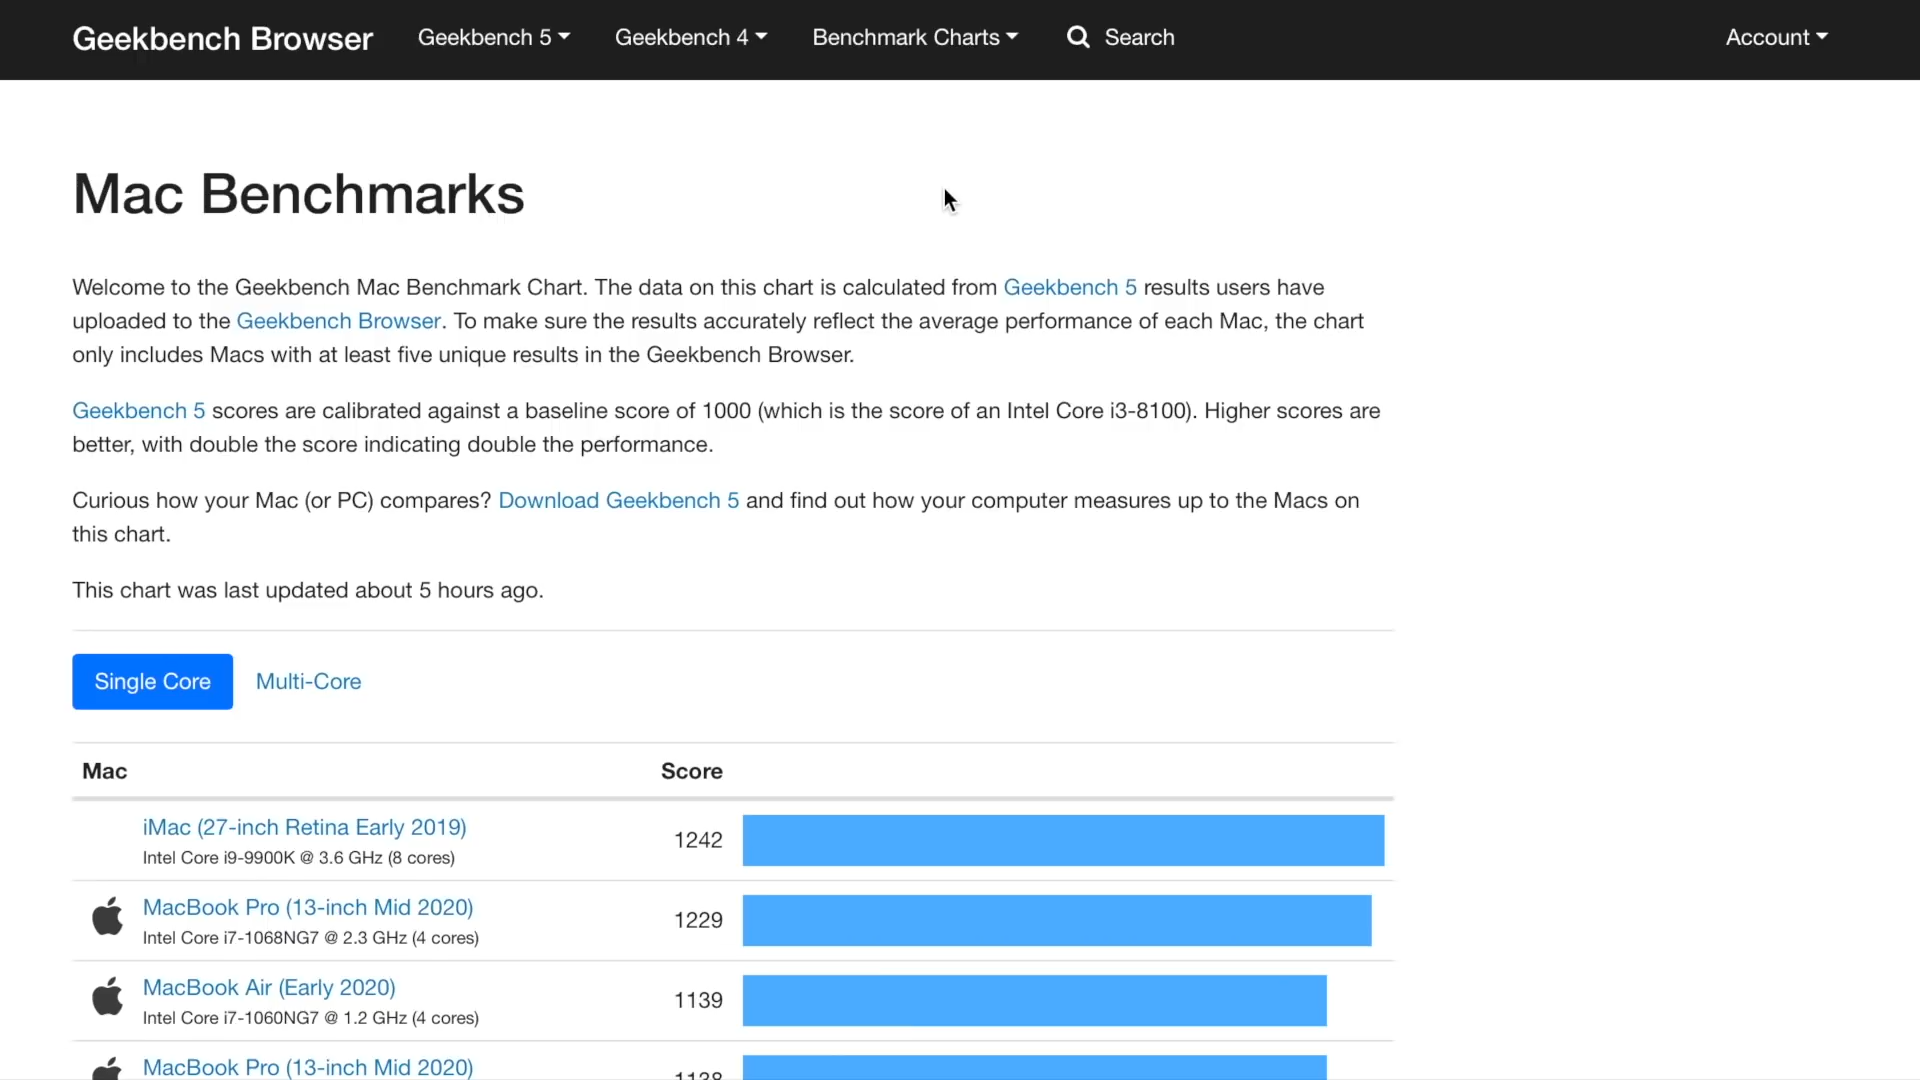 Geekbench Browser Geekbench 5 Geekbench 4 Benchmark Charts Search Account
Mac Benchmarks
Welcome to the Geekbench Mac Benchmark Chart. The data on this chart is calculated from Geekbench 5 results users have
uploaded to the Geekbench Browser. To make sure the results accurately reflect the average performance of each Mac, the chart
only includes Macs with at least five unique results in the Geekbench Browser.
Geekbench 5 scores are calibrated against a baseline score of 1000 (which is the score of an Intel Core i3-8100). Higher scores are
better, with double the score indicating double the performance.
Curious how your Mac (or PC) compares? Download Geekbench 5 and find out how your computer measures up to the Macs on
this chart.
This chart was last updated about 5 hours ago.
Single Core Multi-Core
Mac Score
iMac (27-inch Retina Early 2019)
Intel Core i9-9900K @ 3.6 GHz (8 cores)
1242
MacBook Pro (13-inch Mid 2020)
Intel Core i7-1068NG7 @ 2.3 GHz (4 cores)
1229
MacBook Air (Early 2020)
Intel Core i7-1060NG7 @ 1.2 GHz (4 cores)
1139
MacBook Pro (13-inch Mid 2020)